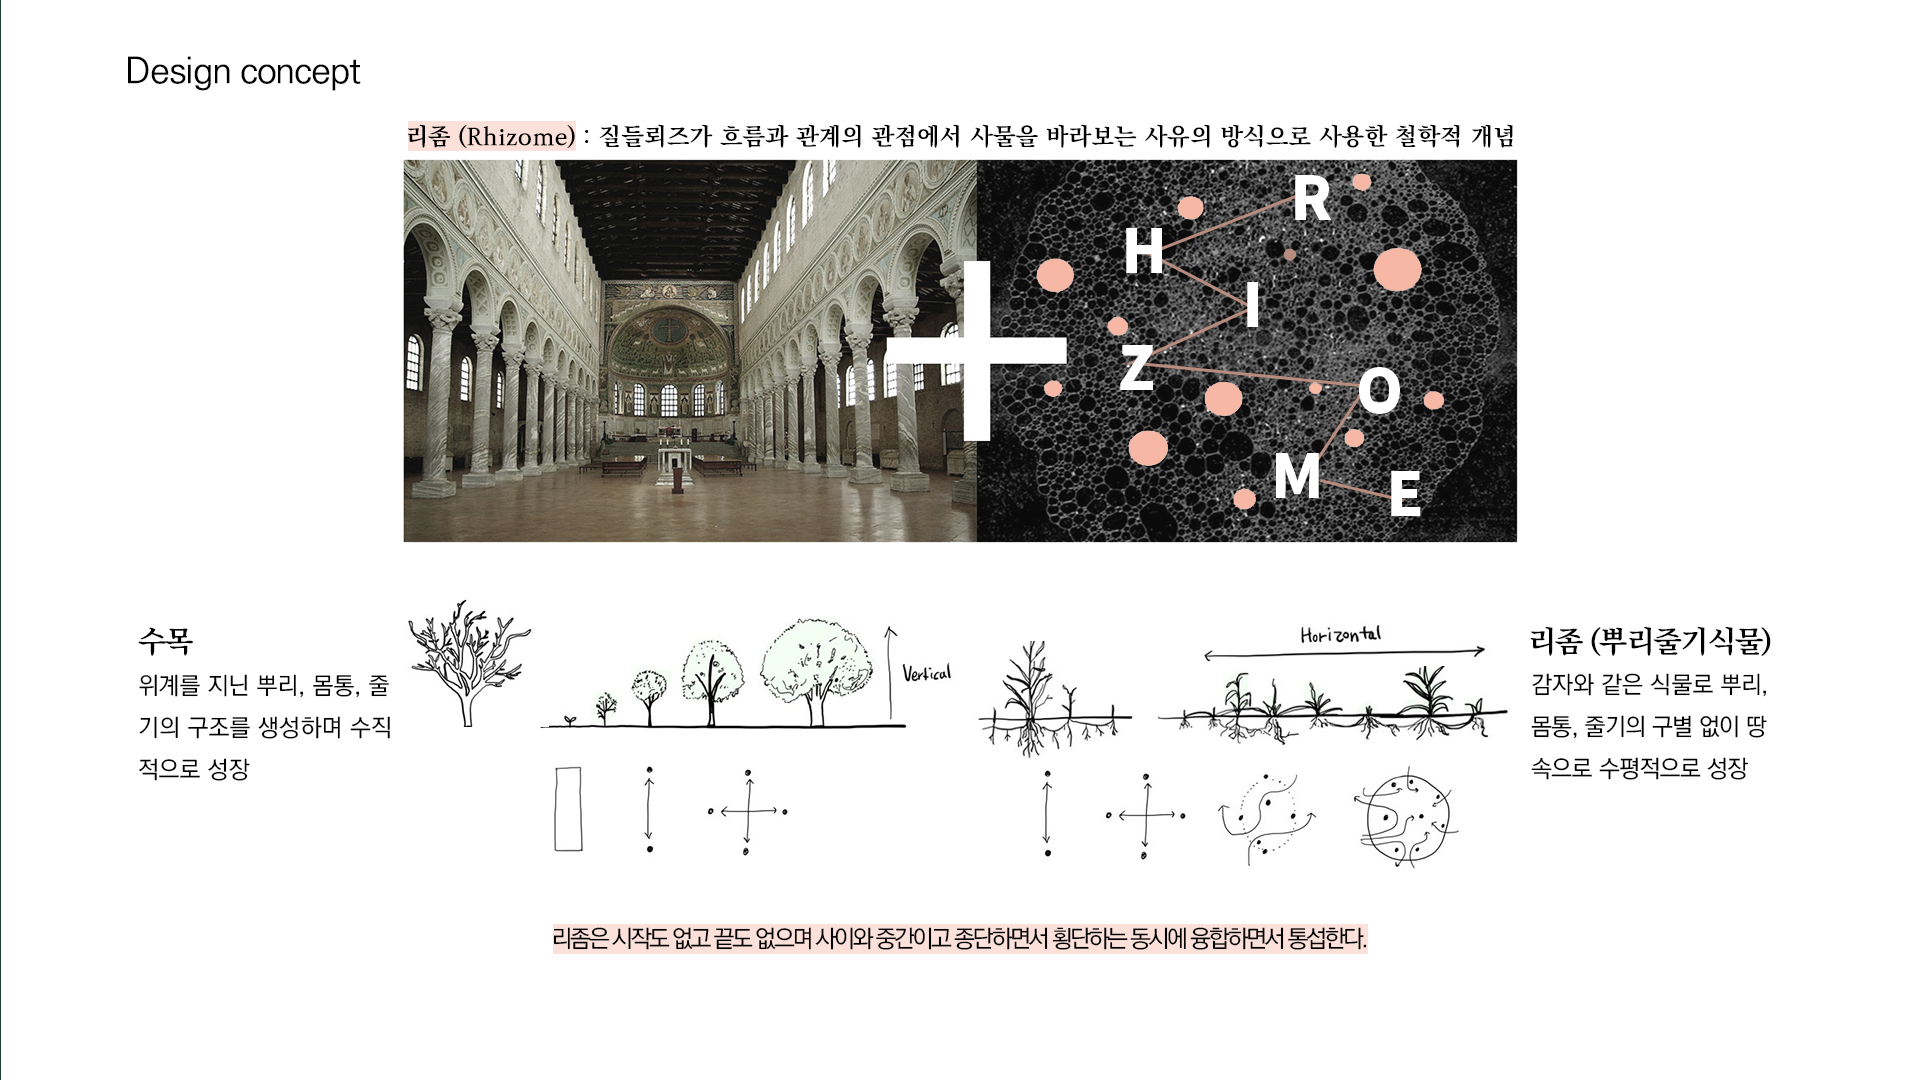 Design concept
리좀 (Rhizome) : 질들뢰즈가 흐름과 관계의 관점에서 사물을 바라보는 사유의 방식으로 사용한 철학적 개념
R
H
I
Z
O
M
E
수목
위계를 지닌 뿌리, 몸통, 줄
기의 구조를 생성하며 수직
적으로 성장
Vertical
Horizontal
리좀 (뿌리줄기식물)
감자와 같은 식물로 뿌리,
몸통, 줄기의 구별 없이 땅
속으로 수평적으로 성장
리좀은 시작도 없고 끝도 없으며 사이와 중간이고 종단하면서 횡단하는 동시에 융합하면서 통섭한다.